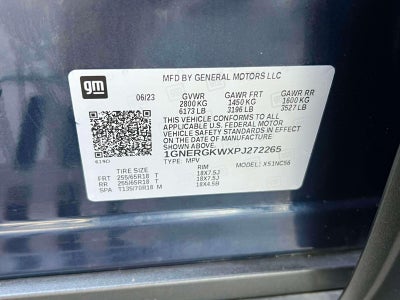 gm
MFD BY GENERAL MOTORS LLC
06/23 GVWR GAWR FRT GAWR RR
2800 KG 1450 KG 1600 KG
6173 LB 3196 LB 3527 LB
THIS VEHICLE CONFORMS TO ALL
APPLICABLE U.S. FEDERAL MOTOR
VEHICLE SAFETY AND THEFT PREVENTION
STANDARDS IN EFFECT ON THE DATE OF
MANUFACTURE SHOWN ABOVE.
1GNERGKWXPJ272265
TYPE: MPV MODEL: XS1NC56
TIRE SIZE RIM
FRT 255/65R18 T 18X7.5J
RR 255/65R18 T 18X7.5J
SPA T135/70R18 M 18X4.5B